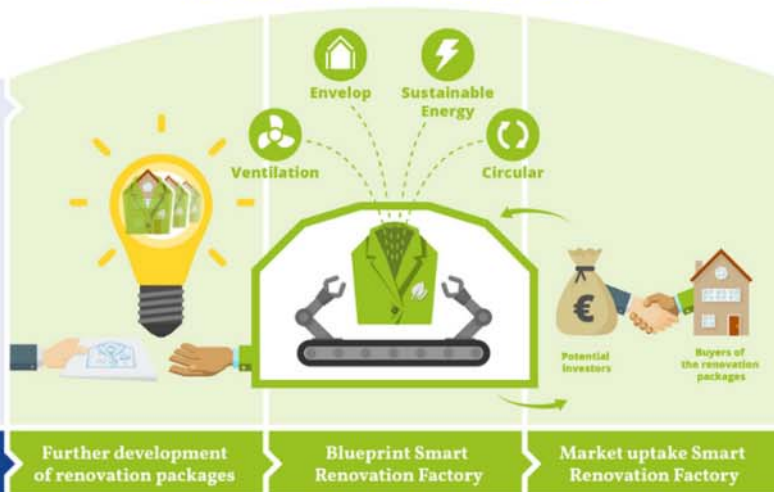 Envelop
Sustainable
Energy
Ventilation
Circular
€
Potential
investors
Buyers of
the renovation
packages
Further development
of renovation packages
Blueprint Smart
Renovation Factory
Market uptake Smart
Renovation Factory